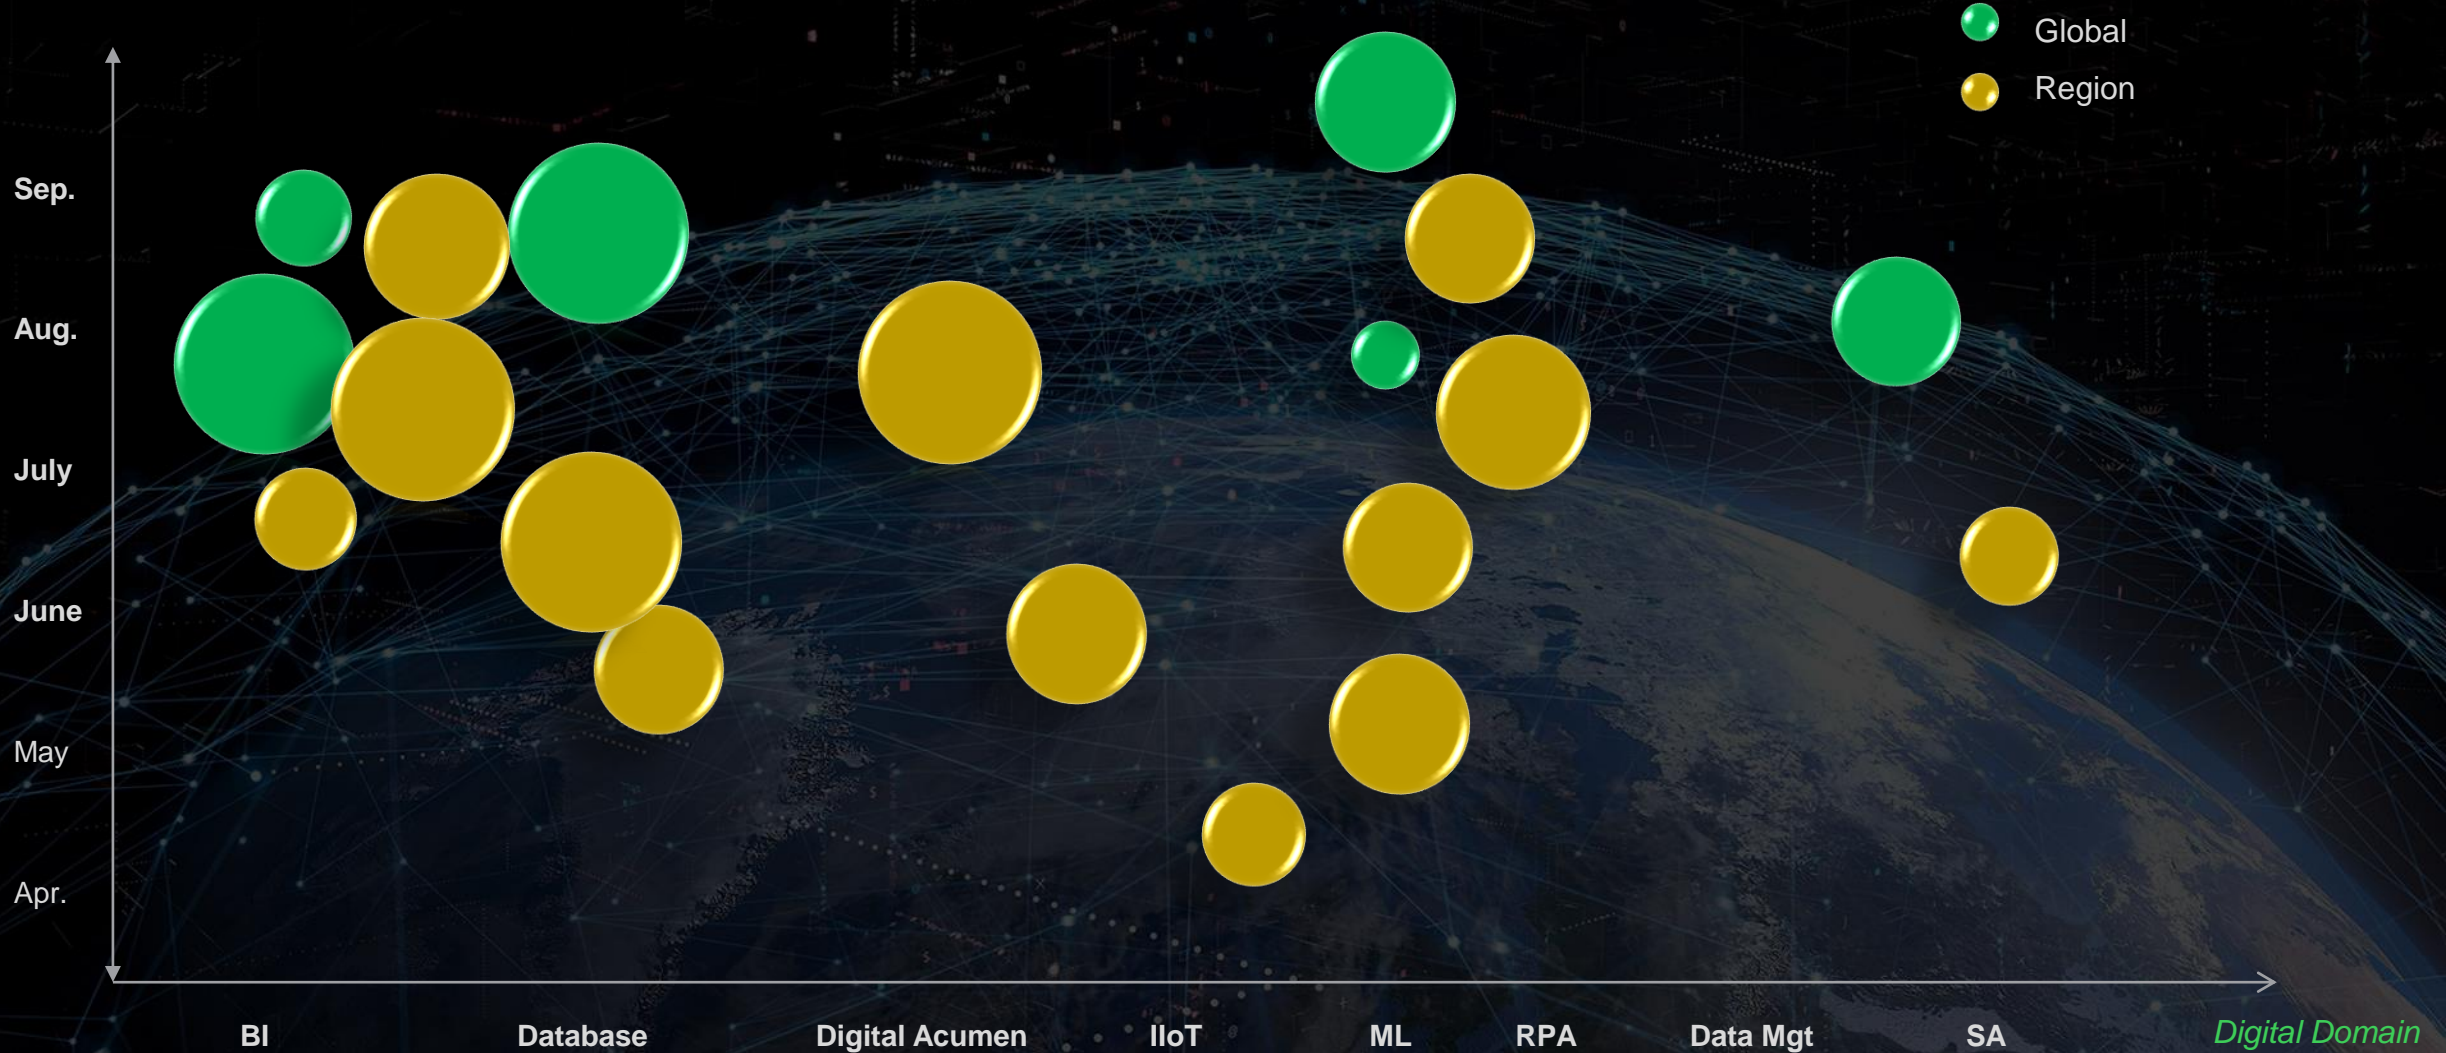 Global
Region
Sep.
Aug.
July
June
May
Apr.
BI
Database
Digital Acumen
IIoT
ML
RPA
Data Mgt
SA
Digital Domain